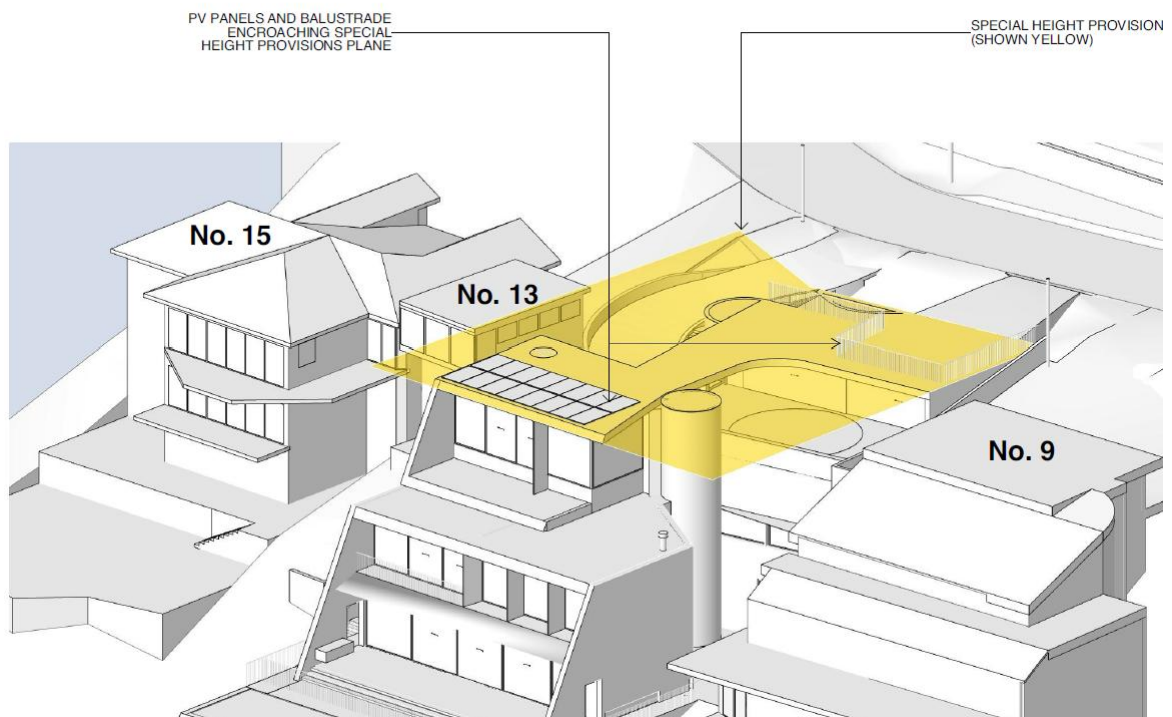 PV PANELS AND BALUSTRADE
ENCROACHING SPECIAL
HEIGHT PROVISIONS PLANE
SPECIAL HEIGHT PROVISION
(SHOWN YELLOW)
No. 15
No. 13
No. 9